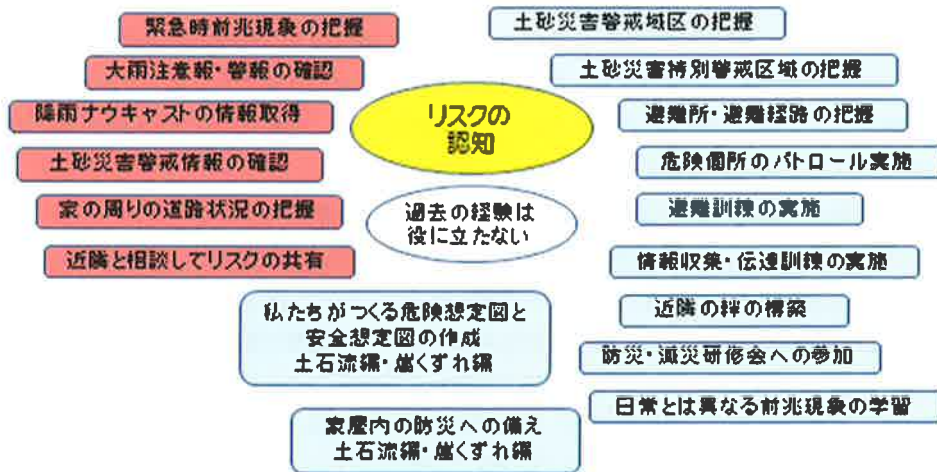 緊急時前兆現象の把握
大雨注意報・警報の確認
降雨ナウキャストの情報取得
土砂災害警戒情報の確認
家の周りの道路状況の把握
近隣と相談してリスクの共有
リスクの
認知
過去の経験は
役に立たない
土砂災害警戒域区の把握
土砂災害特別警戒区域の把握
避難所・避難経路の把握
危険個所のパトロール実施
避難訓練の実施
情報収集・伝達訓練の実施
近隣の絆の構築
防災・減災研修会への参加
日常とは異なる前兆現象の学習
私たちがつくる危険想定図と
安全想定図の作成
土石流編・崖くずれ編
家屋内の防災への備え
土石流編・崖くずれ編